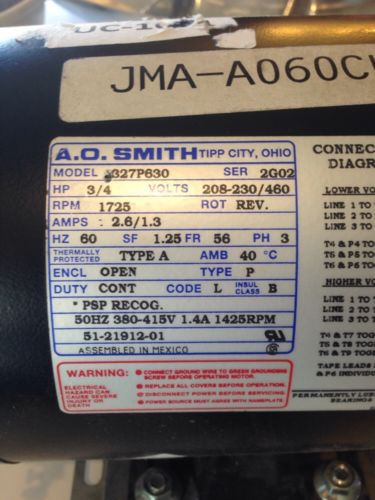 JMA-A060C
A.O. SMITH TIPP CITY, OHIO
MODEL 327P630 SER 2G02
HP 3/4 VOLTS 208-230/460
RPM 1725 ROT REV.
AMPS 2.6/1.3
HZ 60 SF 1.25 FR 56 PH 3
THERMALLY PROTECTED TYPE A AMB 40 °C
ENCL OPEN TYPE P
DUTY CONT CODE L INSUL CLASS B
PSP RECOG.
50HZ 380-415V 1.4A 1425RPM
51-21912-01
ASSEMBLED IN MEXICO
WARNING:
ELECTRICAL
HAZARD CAN
CAUSE SEVERE
INJURY OR
DEATH
● CONNECT GROUND WIRE TO GREEN GROUNDING
SCREW BEFORE OPERATING MOTOR.
● REPLACE ALL COVERS BEFORE OPERATION.
● DISCONNECT POWER BEFORE SERVICING.
● POWER SOURCE MUST AGREE WITH NAMEPLATE.
CONNEC
DIAGR
LOWER VO
LINE 1 TO
LINE 2 TO
LINE 3 TO
T4 & P4 TO
T5 & P5 TO
T6 & P6 TO
HIGHER VO
LINE 1 TO
LINE 2 TO
LINE 3 TO
T4 & T7 TOG
T5 & T8 TOG
T6 & T9 TOG
TAPE LEADS
& P6 INDIVID
PERMANENTLY LUB
BEARINGS